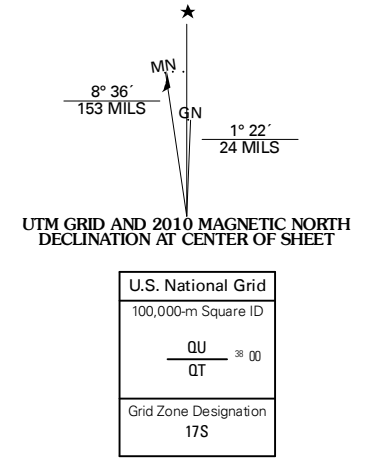 ★
MN
8° 36´
153 MILS
GN
1° 22´
24 MILS
UTM GRID AND 2010 MAGNETIC NORTH
DECLINATION AT CENTER OF SHEET
U.S. National Grid
100,000-m Square ID
QU
38 00
QT
Grid Zone Designation
17S